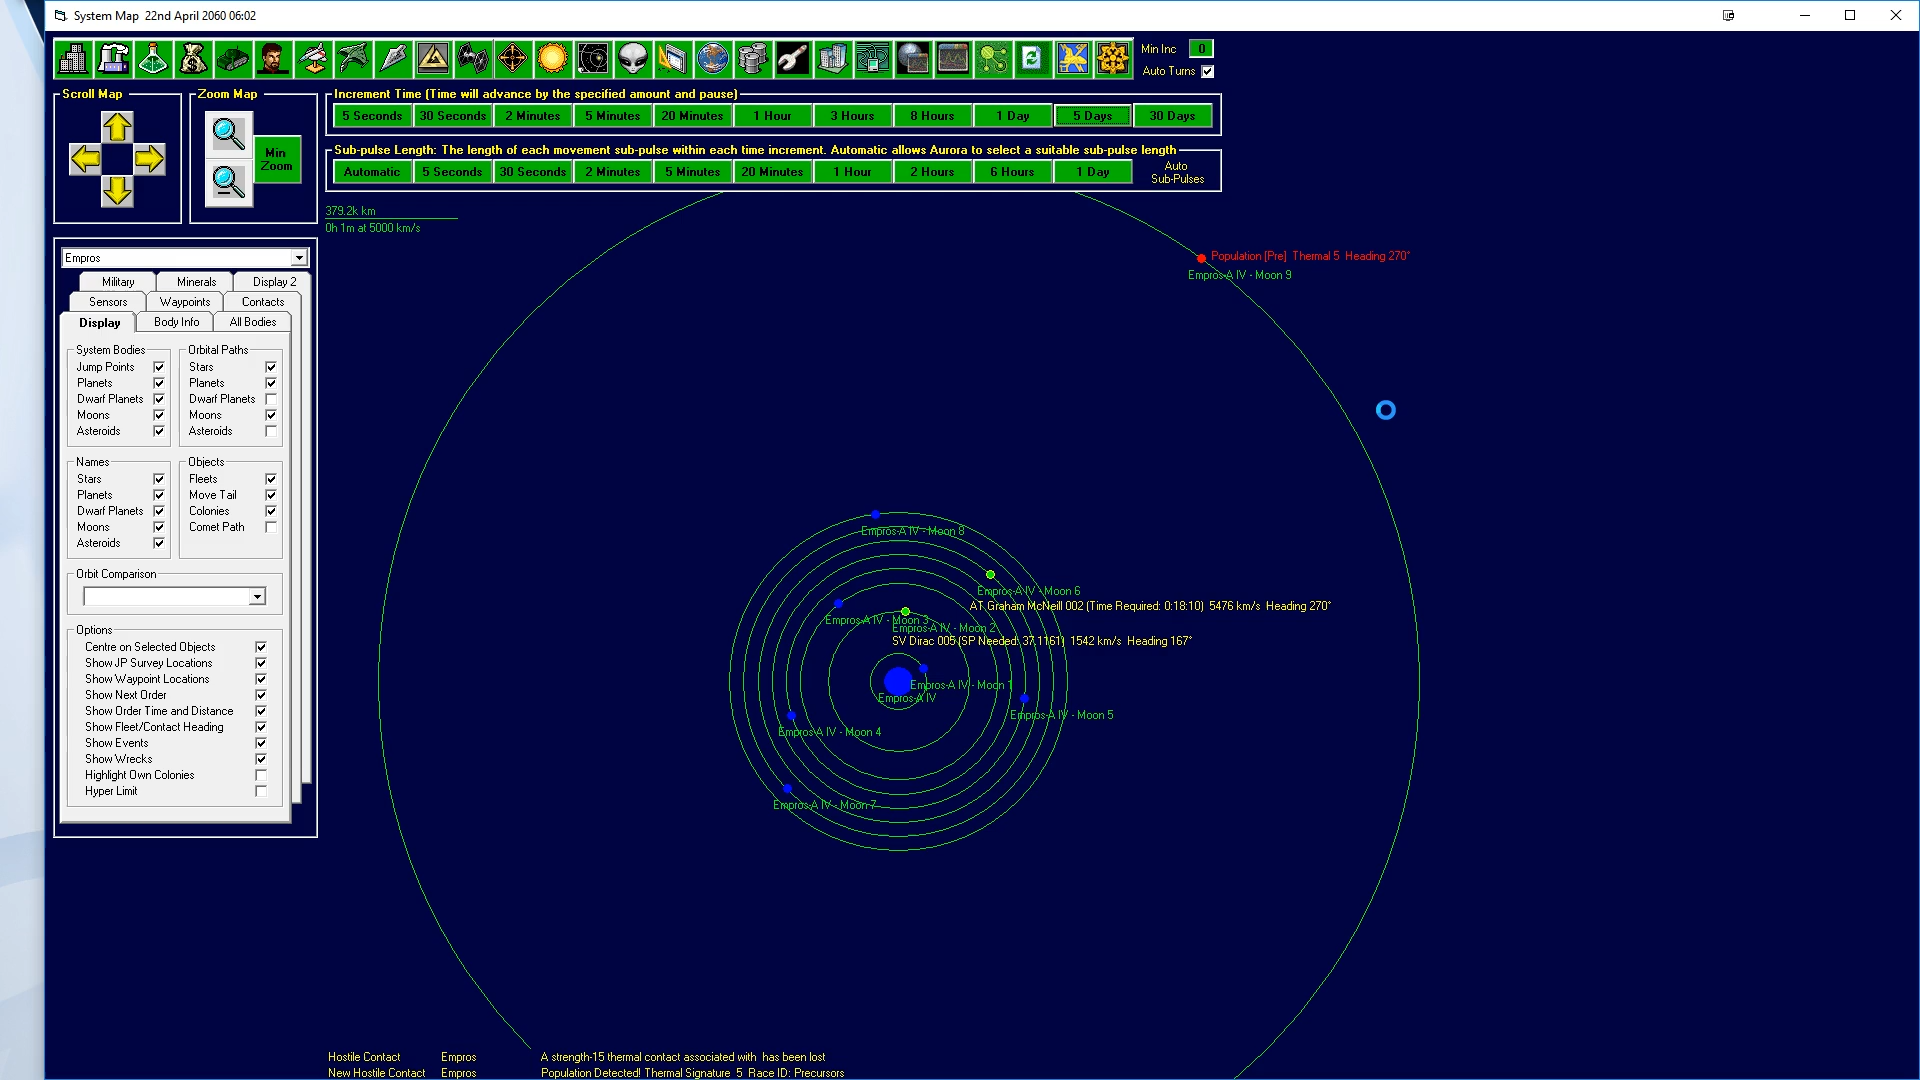 System Map  22nd April 2060 06:02
Min Inc 0
Auto Turns
Scroll Map
Zoom Map
Min Zoom
Increment Time (Time will advance by the specified amount and pause)
5 Seconds 30 Seconds 2 Minutes 5 Minutes 20 Minutes 1 Hour 3 Hours 8 Hours 1 Day 5 Days 30 Days
Sub-pulse Length: The length of each movement sub-pulse within each time increment. Automatic allows Aurora to select a suitable sub-pulse length
Automatic 5 Seconds 30 Seconds 2 Minutes 5 Minutes 20 Minutes 1 Hour 2 Hours 6 Hours 1 Day Auto Sub-Pulses
379.2k km
0h 1m at 5000 km/s
Empros
Military Minerals Display 2
Sensors Waypoints Contacts
Display Body Info All Bodies
System Bodies
Jump Points
Planets
Dwarf Planets
Moons
Asteroids
Orbital Paths
Stars
Planets
Dwarf Planets
Moons
Asteroids
Names
Stars
Planets
Dwarf Planets
Moons
Asteroids
Objects
Fleets
Move Tail
Colonies
Comet Path
Orbit Comparison
Options
Centre on Selected Objects
Show JP Survey Locations
Show Waypoint Locations
Show Next Order
Show Order Time and Distance
Show Fleet/Contact Heading
Show Events
Show Wrecks
Highlight Own Colonies
Hyper Limit
Population [Pre]  Thermal 5  Heading 270°
Empros-A IV - Moon 9
Empros-A IV - Moon 8
Empros-A IV - Moon 6
AT Graham McNeill 002 (Time Required: 0:18:10)  5476 km/s  Heading 270°
Empros-A IV - Moon 3
Empros-A IV - Moon 2
SV Dirac 005 (SP Needed: 37.1161)  1542 km/s  Heading 167°
Empros-A IV - Moon 1
Empros-A IV
Empros-A IV - Moon 5
Empros-A IV - Moon 4
Empros-A IV - Moon 7
Hostile Contact Empros A strength-15 thermal contact associated with  has been lost
New Hostile Contact Empros Population Detected! Thermal Signature  5  Race ID: Precursors